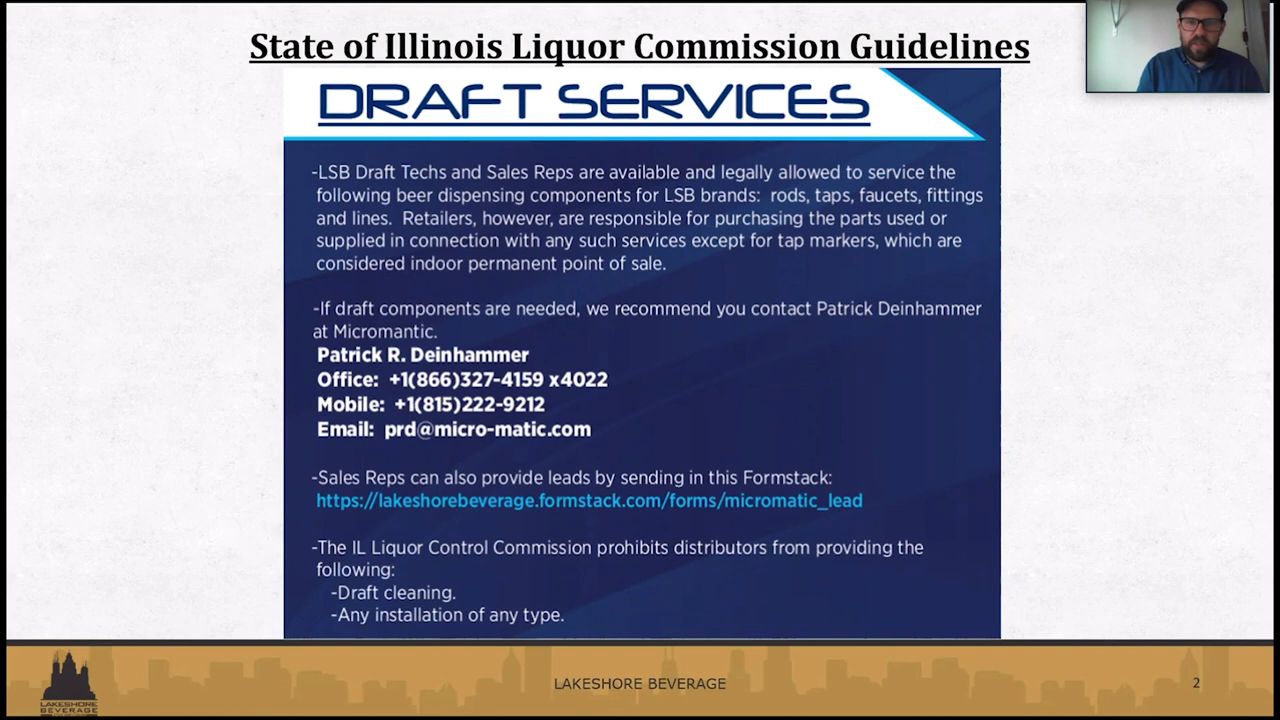 State of Illinois Liquor Commission Guidelines
DRAFT SERVICES
-LSB Draft Techs and Sales Reps are available and legally allowed to service the
following beer dispensing components for LSB brands:  rods, taps, faucets, fittings
and lines.  Retailers, however, are responsible for purchasing the parts used or
supplied in connection with any such services except for tap markers, which are
considered indoor permanent point of sale.
-If draft components are needed, we recommend you contact Patrick Deinhammer
at Micromantic.
Patrick R. Deinhammer
Office:  +1(866)327-4159 x4022
Mobile:  +1(815)222-9212
Email:  prd@micro-matic.com
-Sales Reps can also provide leads by sending in this Formstack:
https://lakeshorebeverage.formstack.com/forms/micromatic_lead
-The IL Liquor Control Commission prohibits distributors from providing the
following:
-Draft cleaning.
-Any installation of any type.
LAKESHORE
BEVERAGE
LAKESHORE BEVERAGE
2